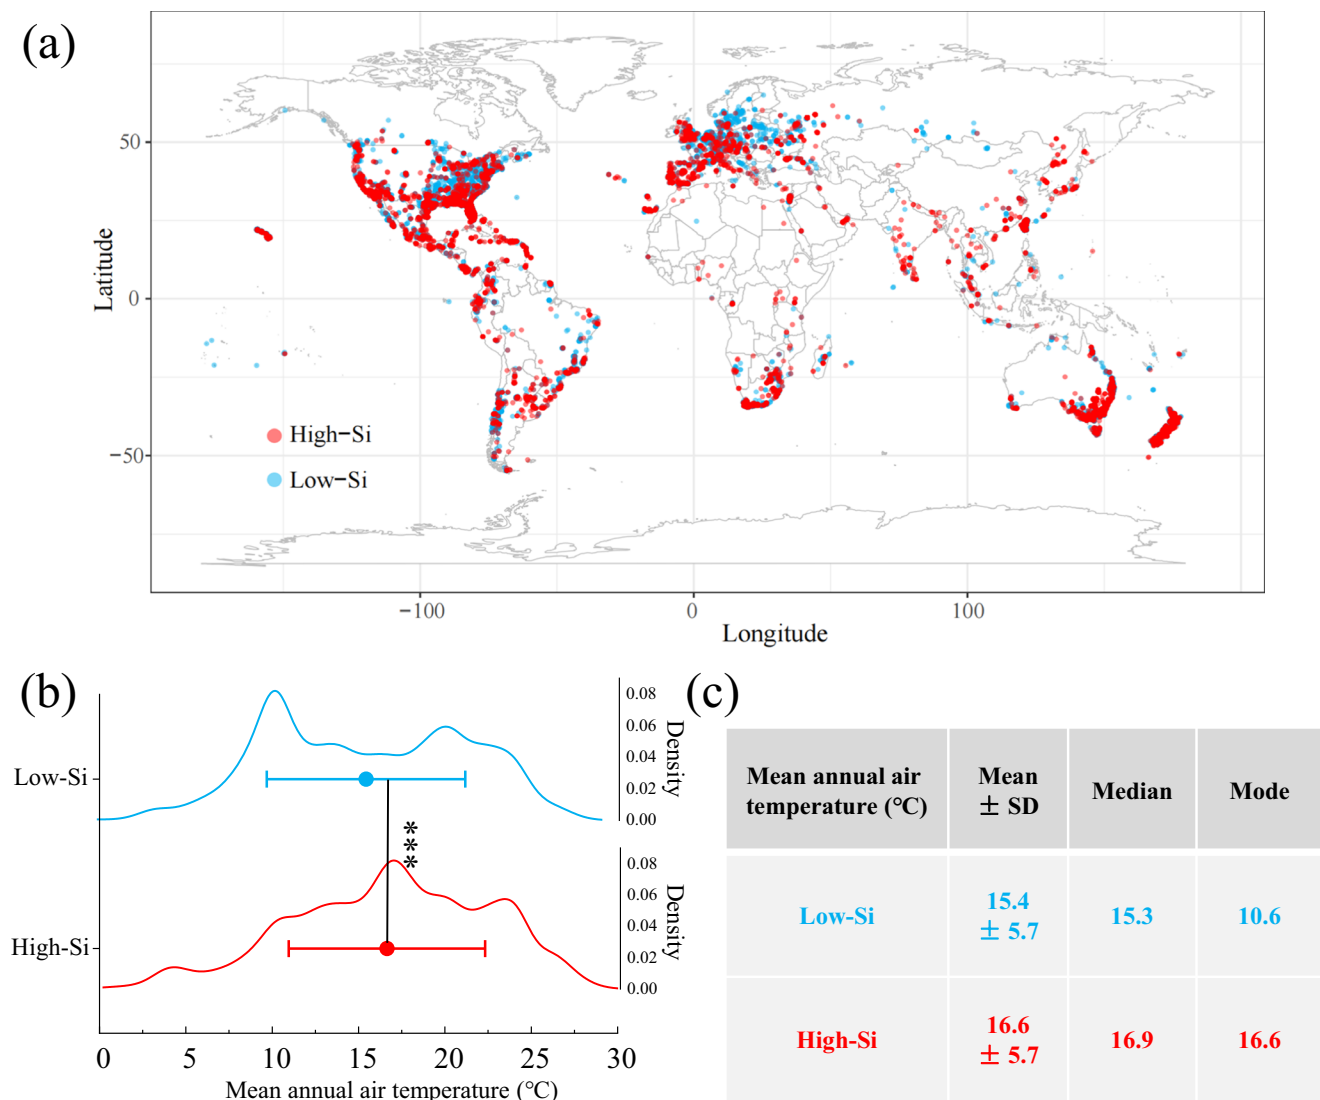 (a)
50
0
−50
Latitude
High−Si
Low−Si
−100
0
100
Longitude
(b)
Low-Si
High-Si
0.08
0.06
0.04
0.02
0.00
Density
0.08
0.06
0.04
0.02
0.00
Density
***
0
5
10
15
20
25
30
Mean annual air temperature (℃)
(c)
Mean annual air
temperature (℃)
Mean
± SD
Median
Mode
Low-Si
15.4
± 5.7
15.3
10.6
High-Si
16.6
± 5.7
16.9
16.6